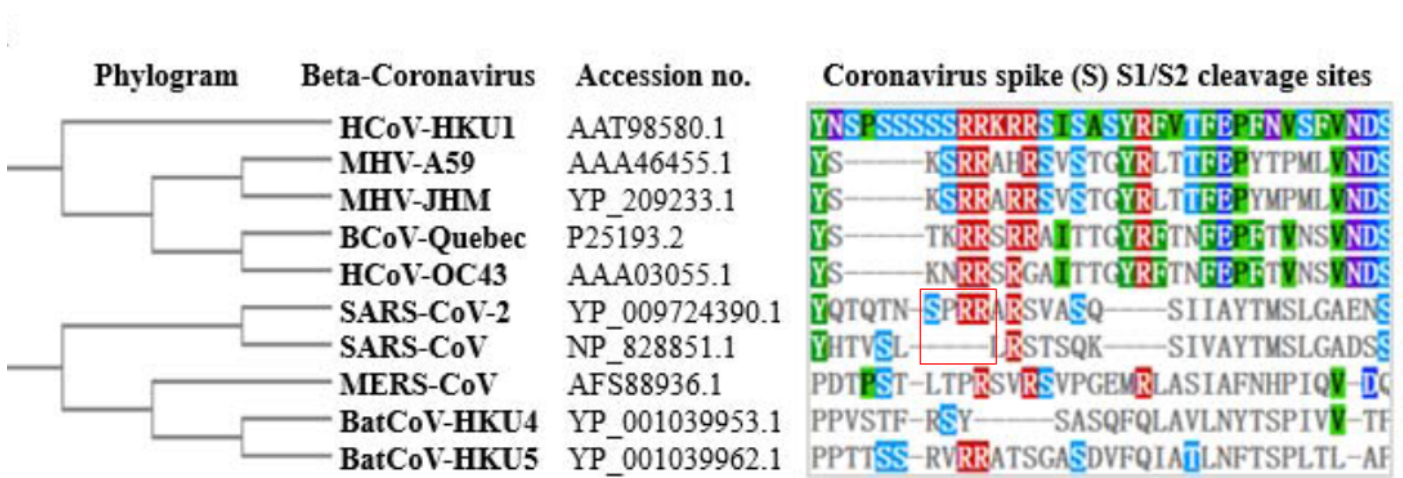 Phylogram Beta-Coronavirus Accession no. Coronavirus spike (S) S1/S2 cleavage sites
HCoV-HKU1 AAT98580.1 YNSPSSSSSRRKRRSISASYRFVTFEPFNVSFVNDS
MHV-A59 AAA46455.1 YS-----KSRRAHRSVSTGYRLTTFEPYTPMLVNDS
MHV-JHM YP_209233.1 YS-----KSRRARRSVSTGYRLTTFEPYMPMLVNDS
BCoV-Quebec P25193.2 YS-----TKRRSRRAITTGYRFTNFEPFTVNSVNDS
HCoV-OC43 AAA03055.1 YS-----KNRRSRGAITTGYRFTNFEPFTVNSVNDS
SARS-CoV-2 YP_009724390.1 YQTQTN-SPRRARSVASQ----SIIAYTMSLGAENS
SARS-CoV NP_828851.1 YHTVSL-----LRSTSQK----SIVAYTMSLGADSS
MERS-CoV AFS88936.1 PDTPST-LTPRSVRSVPGEMRLASIAFNHPIQV-DQ
BatCoV-HKU4 YP_001039953.1 PPVSTF-RSY-----SASQFQLAVLNYTSPIVV-TF
BatCoV-HKU5 YP_001039962.1 PPTTSS-RVRRATSGASDVFQIATLNFTSPLTL-AF